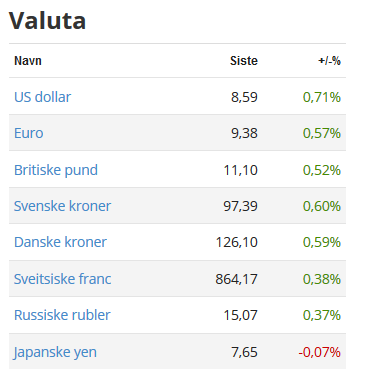 Valuta
Navn Siste +/-%
US dollar 8,59 0,71%
Euro 9,38 0,57%
Britiske pund 11,10 0,52%
Svenske kroner 97,39 0,60%
Danske kroner 126,10 0,59%
Sveitsiske franc 864,17 0,38%
Russiske rubler 15,07 0,37%
Japanske yen 7,65 -0,07%